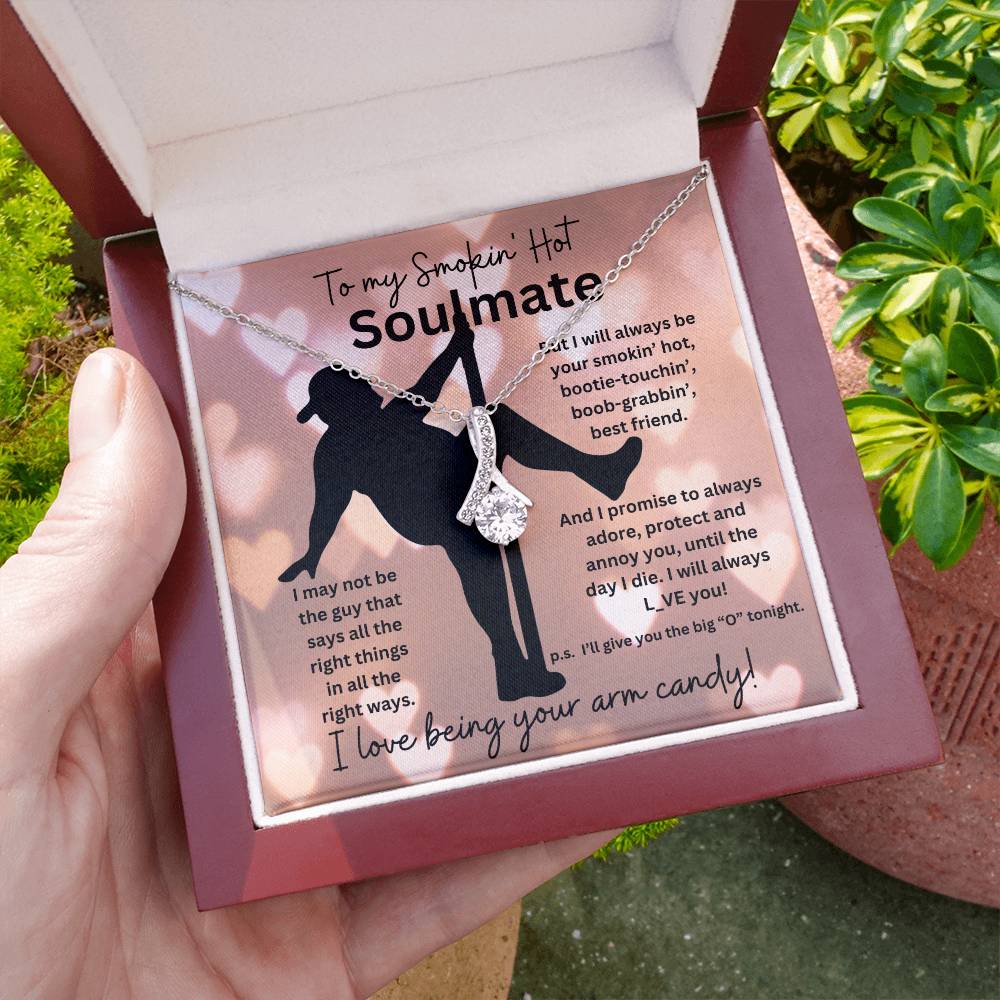 To my Smokin' Hot
Soulmate
I may not be
the guy that
says all the
right things
in all the
right ways.
But I will always be
your smokin' hot,
bootie-touchin',
boob-grabbin',
best friend.
And I promise to always
adore, protect and
annoy you, until the
day I die. I will always
L_VE you!
p.s. I'll give you the big “O” tonight.
I love being your arm candy!